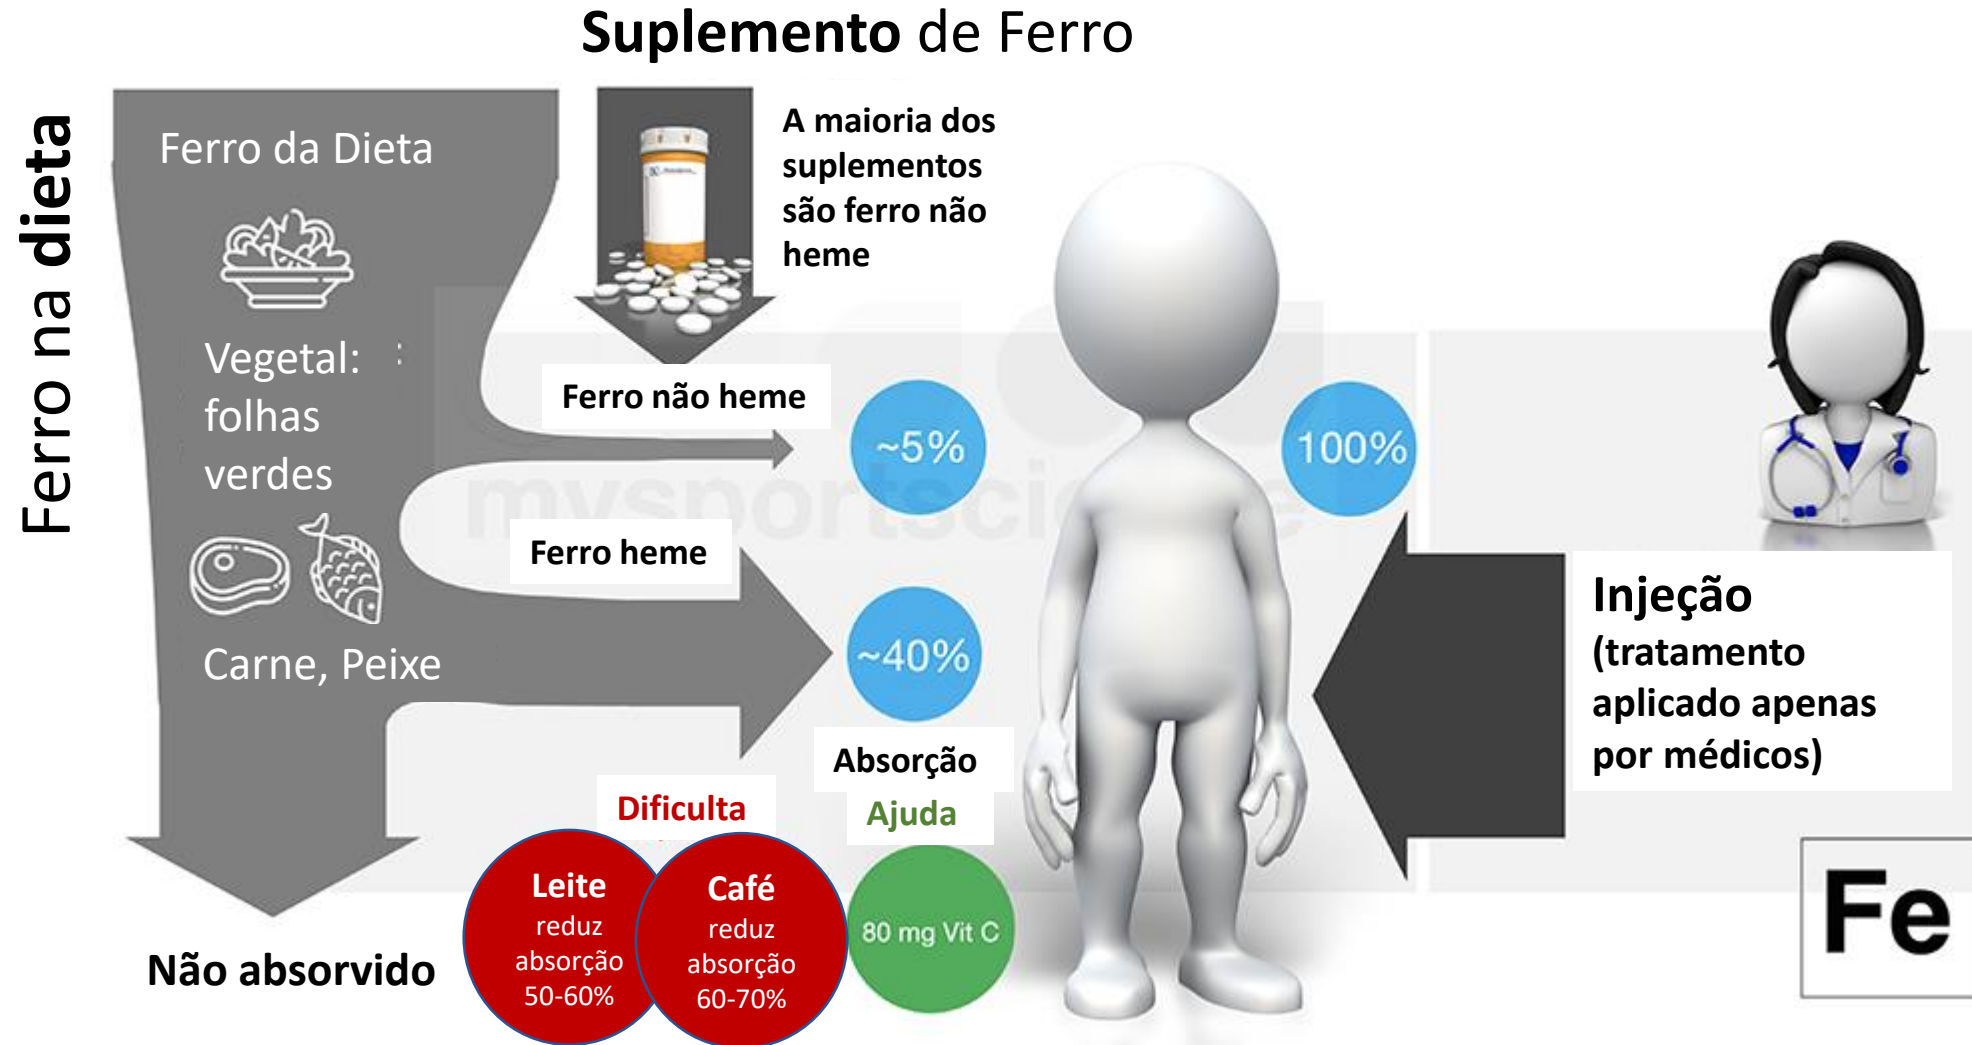 Suplemento de Ferro
Ferro na dieta
Ferro da Dieta
Vegetal: :
folhas
verdes
Carne, Peixe
Não absorvido
A maioria dos
suplementos
são ferro não
heme
Ferro não heme
~5%
Ferro heme
~40%
Absorção
Dificulta
Ajuda
Leite
reduz
absorção
50-60%
Café
reduz
absorção
60-70%
80 mg Vit C
100%
Injeção
(tratamento
aplicado apenas
por médicos)
Fe
mysportscience